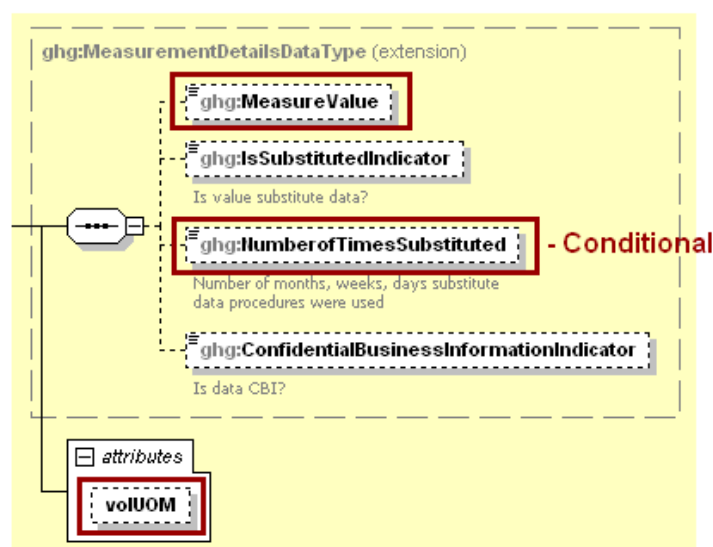 ghg:MeasurementDetailsDataType (extension)
ghg:MeasureValue
ghg:IsSubstitutedIndicator
Is value substitute data?
ghg:NumberofTimesSubstituted - Conditional
Number of months, weeks, days substitute
data procedures were used
ghg:ConfidentialBusinessInformationIndicator
Is data CBI?
attributes
volUOM